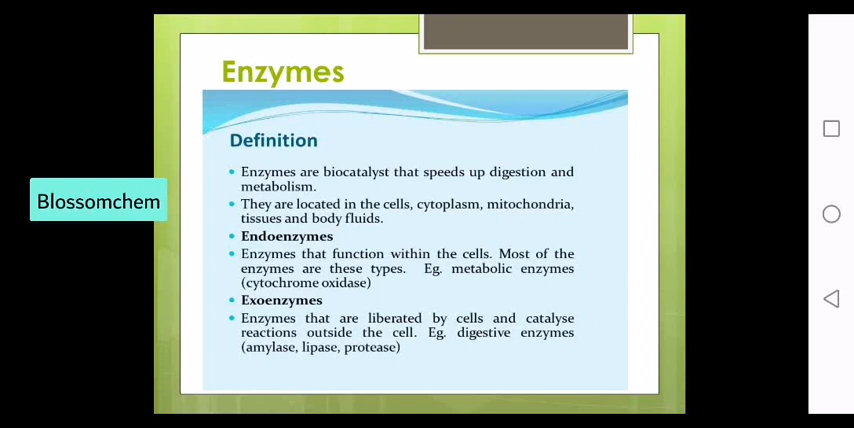 Enzymes
Definition
Enzymes are biocatalyst that speeds up digestion and
metabolism.
They are located in the cells, cytoplasm, mitochondria,
tissues and body fluids.
Endoenzymes
Enzymes that function within the cells. Most of the
enzymes are these types. Eg. metabolic enzymes
(cytochrome oxidase)
Exoenzymes
Enzymes that are liberated by cells and catalyse
reactions outside the cell. Eg. digestive enzymes
(amylase, lipase, protease)
Blossomchem